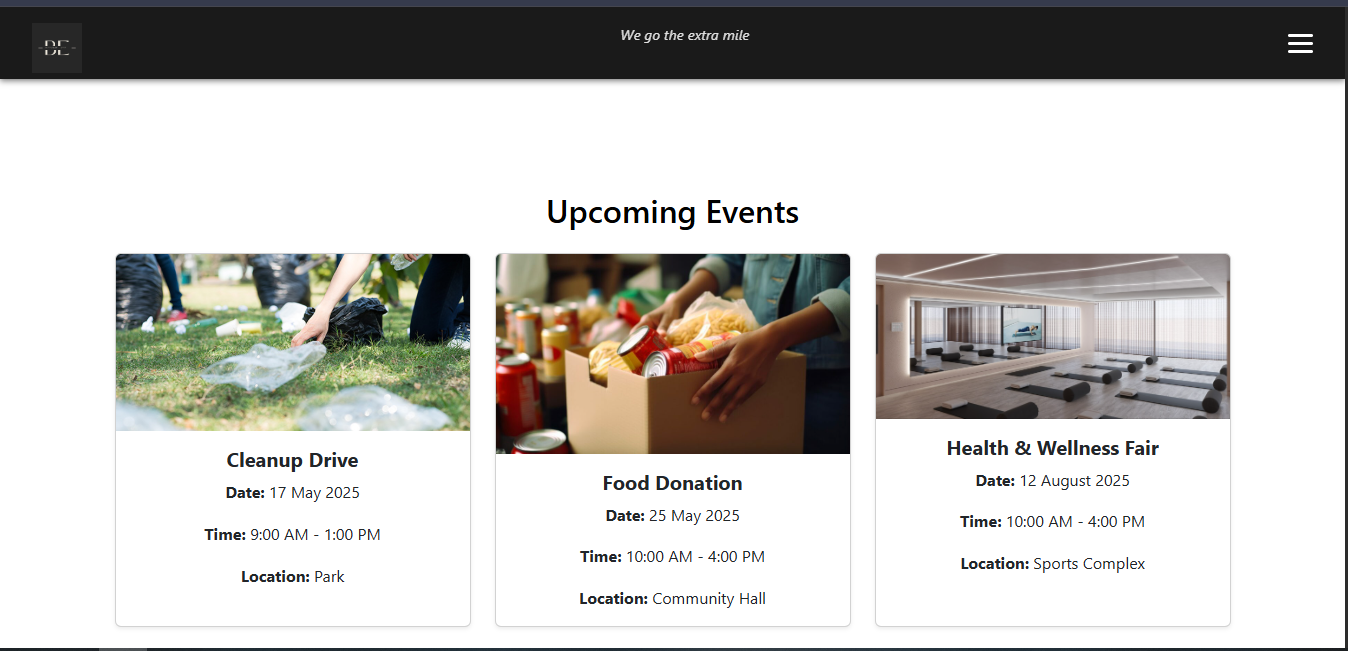 -BE-
We go the extra mile
Upcoming Events
Cleanup Drive
Date: 17 May 2025
Time: 9:00 AM - 1:00 PM
Location: Park
Food Donation
Date: 25 May 2025
Time: 10:00 AM - 4:00 PM
Location: Community Hall
Health & Wellness Fair
Date: 12 August 2025
Time: 10:00 AM - 4:00 PM
Location: Sports Complex